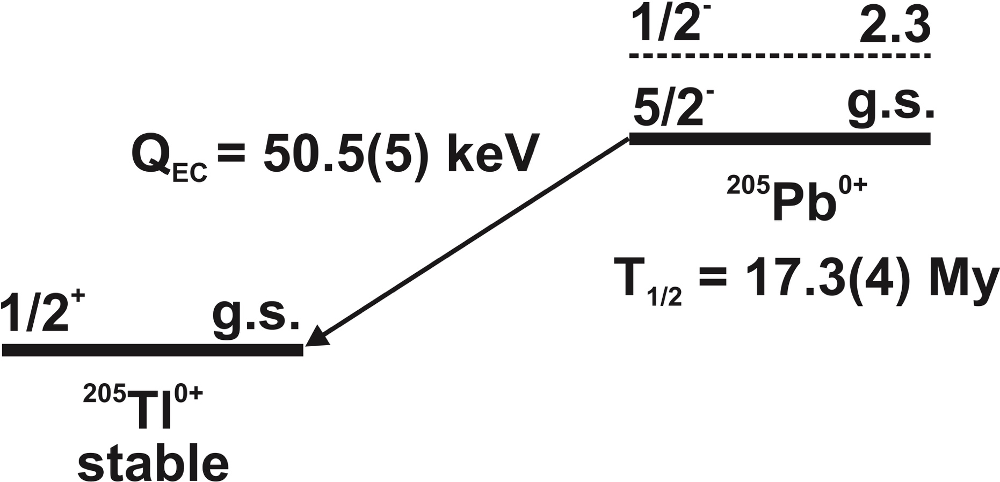 1/2⁻ 2.3
5/2⁻ g.s.
Q_EC = 50.5(5) keV
²⁰⁵Pb⁰⁺
T_1/2 = 17.3(4) My
1/2⁺ g.s.
²⁰⁵Tl⁰⁺
stable